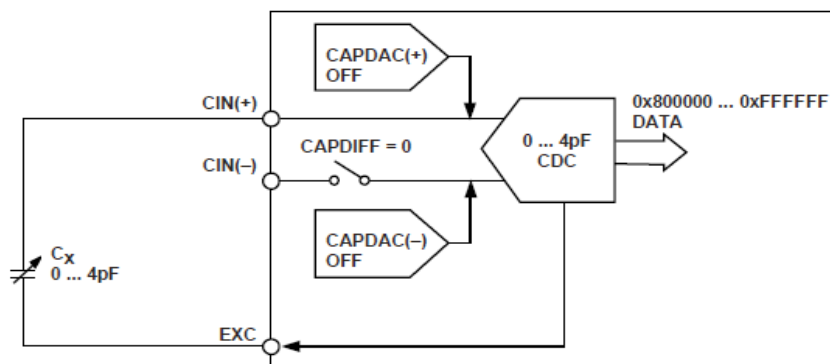 CAPDAC(+)
OFF
CIN(+)
0x800000 ... 0xFFFFFF
DATA
CIN(–)
CAPDIFF = 0
0 ... 4pF
CDC
CAPDAC(–)
OFF
CX
0 ... 4pF
EXC